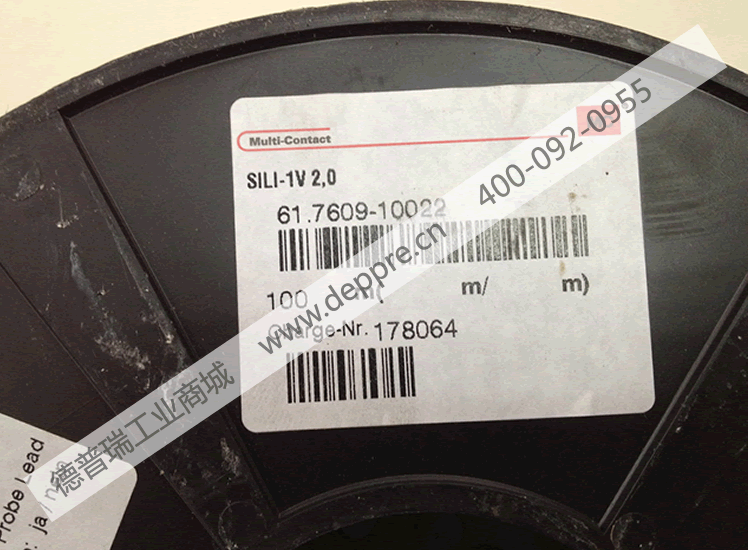 Multi-Contact
SILI-1V 2,0
61.7609-10022
100 m( m/ m)
Charge-Nr. 178064
Probe Lead
德普瑞工业商城 www.deppre.cn 400-092-0955